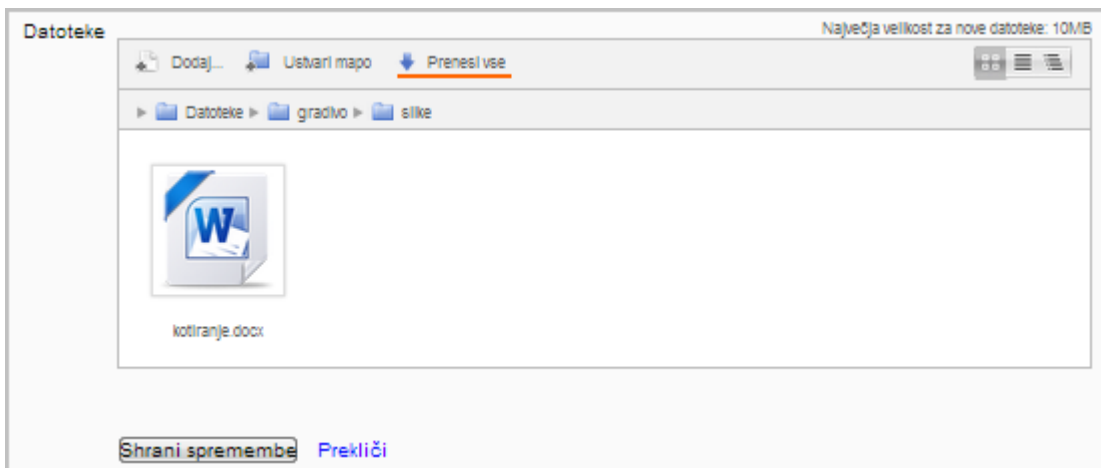 Datoteke
Največja velikost za nove datoteke: 10MB
Dodaj... Ustvari mapo Prenesi vse
Datoteke gradivo slike
W
kotiranje.docx
Shrani spremembe Prekliči